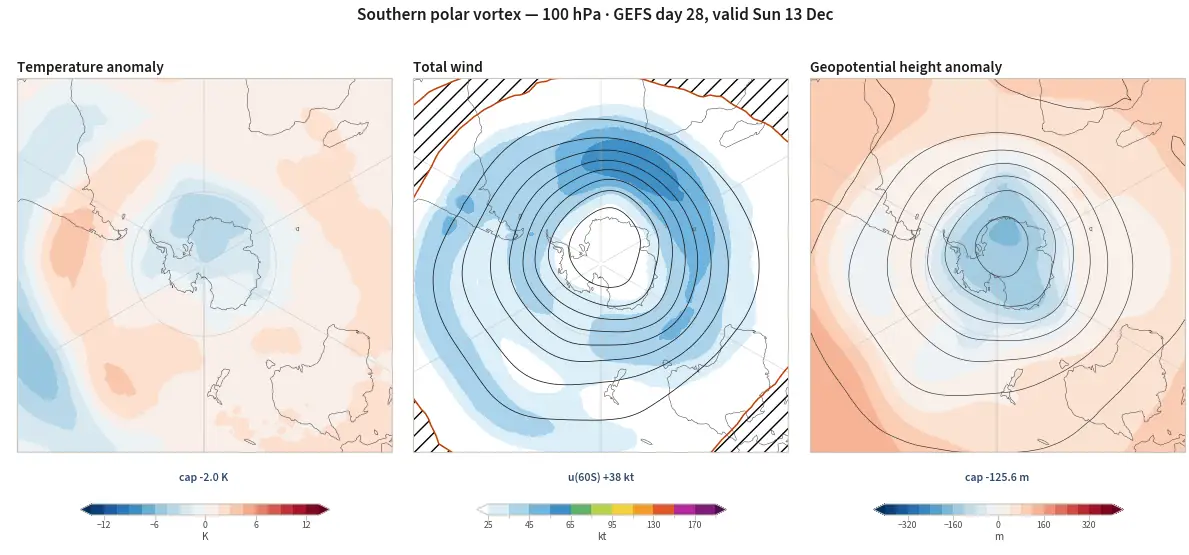 Southern polar vortex — 100 hPa · GEFS day 28, valid Sun 13 Dec
Temperature anomaly
Total wind
Geopotential height anomaly
cap -2.0 K
u(60S) +38 kt
cap -125.6 m
−12 −6 0 6 12
K
25 45 65 95 130 170
kt
−320 −160 0 160 320
m